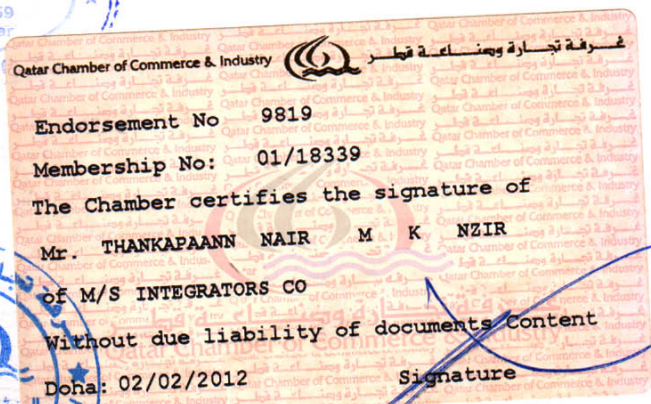 59
Qatar Chamber of Commerce & Industry غرفة تجارة وصناعة قطر
Endorsement No 9819
Membership No: 01/18339
The Chamber certifies the signature of
Mr. THANKAPAANN NAIR M K NZIR
of M/S INTEGRATORS CO
Without due liability of documents Content
Doha: 02/02/2012 Signature